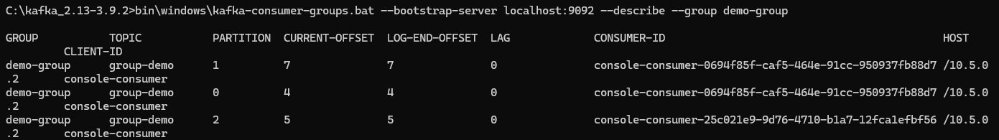 C:\kafka_2.13-3.9.2>bin\windows\kafka-consumer-groups.bat --bootstrap-server localhost:9092 --describe --group demo-group
GROUP TOPIC PARTITION CURRENT-OFFSET LOG-END-OFFSET LAG CONSUMER-ID HOST
CLIENT-ID
demo-group group-demo 1 7 7 0 console-consumer-0694f85f-caf5-464e-91cc-950937fb88d7 /10.5.0
.2 console-consumer
demo-group group-demo 0 4 4 0 console-consumer-0694f85f-caf5-464e-91cc-950937fb88d7 /10.5.0
.2 console-consumer
demo-group group-demo 2 5 5 0 console-consumer-25c021e9-9d76-4710-b1a7-12fca1efbf56 /10.5.0
.2 console-consumer